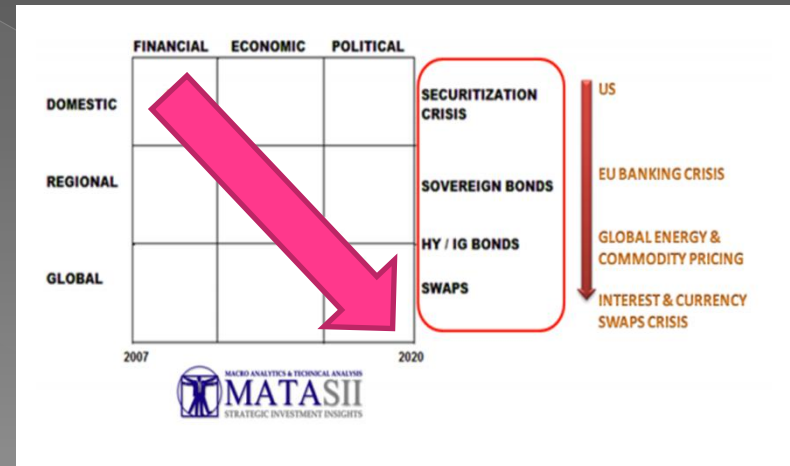 FINANCIAL ECONOMIC POLITICAL
DOMESTIC
REGIONAL
GLOBAL
SECURITIZATION
CRISIS
SOVEREIGN BONDS
HY / IG BONDS
SWAPS
US
EU BANKING CRISIS
GLOBAL ENERGY &
COMMODITY PRICING
INTEREST & CURRENCY
SWAPS CRISIS
2007 2020
MACRO ANALYTICS & TECHNICAL ANALYSIS
MATASII
STRATEGIC INVESTMENT INSIGHTS